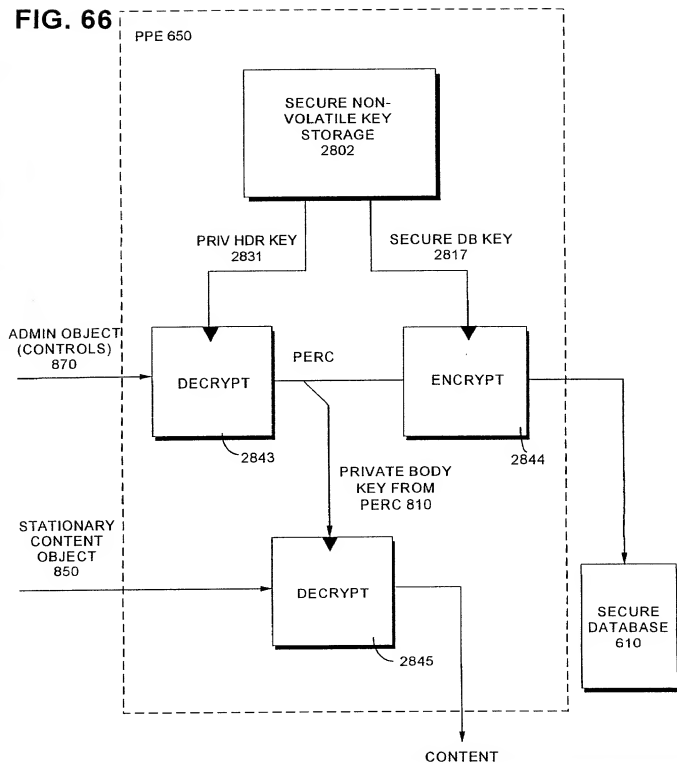 FIG. 66
PPE 650
SECURE NON-
VOLATILE KEY
STORAGE
2802
PRIV HDR KEY
2831
SECURE DB KEY
2817
ADMIN OBJECT
(CONTROLS)
870
DECRYPT
2843
PERC
ENCRYPT
2844
PRIVATE BODY
KEY FROM
PERC 810
STATIONARY
CONTENT
OBJECT
850
DECRYPT
2845
SECURE
DATABASE
610
CONTENT